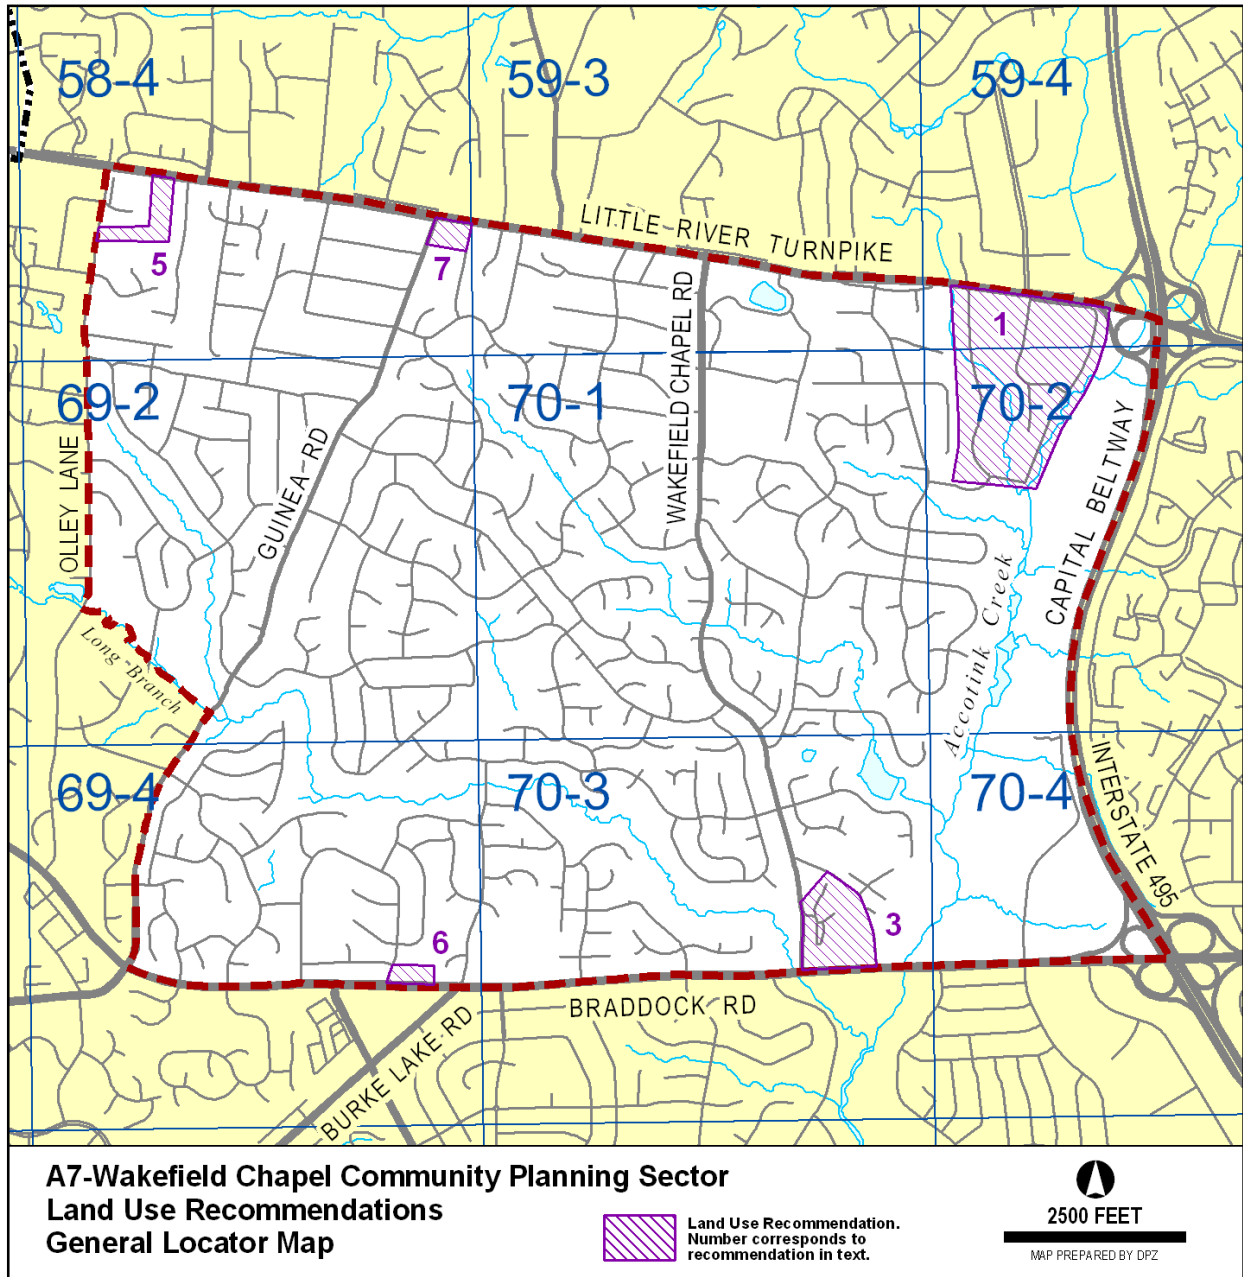 58-4
59-3
59-4
LITTLE RIVER TURNPIKE
5
7
1
WAKEFIELD CHAPEL RD
69-2
70-1
70-2
OLLEY LANE
GUINEA RD
CAPITAL BELTWAY
Accotink Creek
Long Branch
69-4
70-3
70-4
INTERSTATE 495
3
6
BRADDOCK RD
BURKE LAKE RD
A7-Wakefield Chapel Community Planning Sector
Land Use Recommendations
General Locator Map
Land Use Recommendation.
Number corresponds to
recommendation in text.
2500 FEET
MAP PREPARED BY DPZ